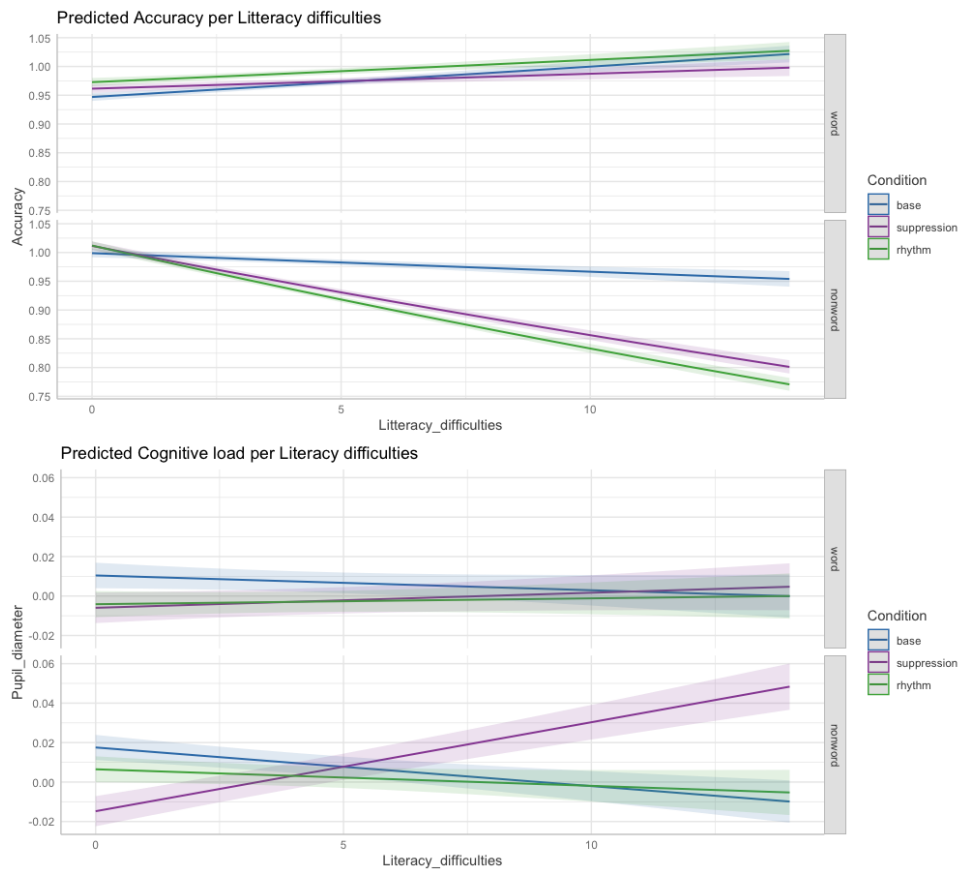 Predicted Accuracy per Litteracy difficulties
1.05
1.00
0.95
0.90
0.85
0.80
0.75
word
1.05
1.00
0.95
0.90
0.85
0.80
0.75
nonword
Accuracy
0 5 10
Litteracy_difficulties
Condition
base
suppression
rhythm
Predicted Cognitive load per Literacy difficulties
0.06
0.04
0.02
0.00
-0.02
word
0.06
0.04
0.02
0.00
-0.02
nonword
Pupil_diameter
0 5 10
Literacy_difficulties
Condition
base
suppression
rhythm